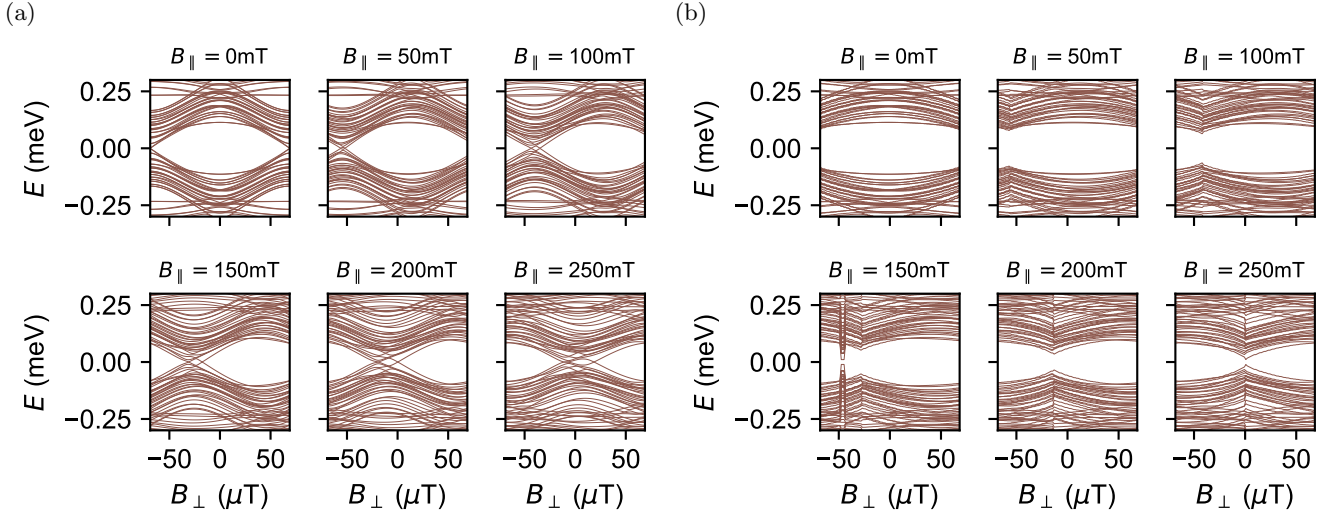 (a)
(b)
B∥ = 0mT
B∥ = 50mT
B∥ = 100mT
B∥ = 0mT
B∥ = 50mT
B∥ = 100mT
E (meV)
0.25
0.00
−0.25
E (meV)
0.25
0.00
−0.25
B∥ = 150mT
B∥ = 200mT
B∥ = 250mT
B∥ = 150mT
B∥ = 200mT
B∥ = 250mT
E (meV)
0.25
0.00
−0.25
E (meV)
0.25
0.00
−0.25
−50 0 50
−50 0 50
−50 0 50
−50 0 50
−50 0 50
−50 0 50
B⊥ (μT)
B⊥ (μT)
B⊥ (μT)
B⊥ (μT)
B⊥ (μT)
B⊥ (μT)